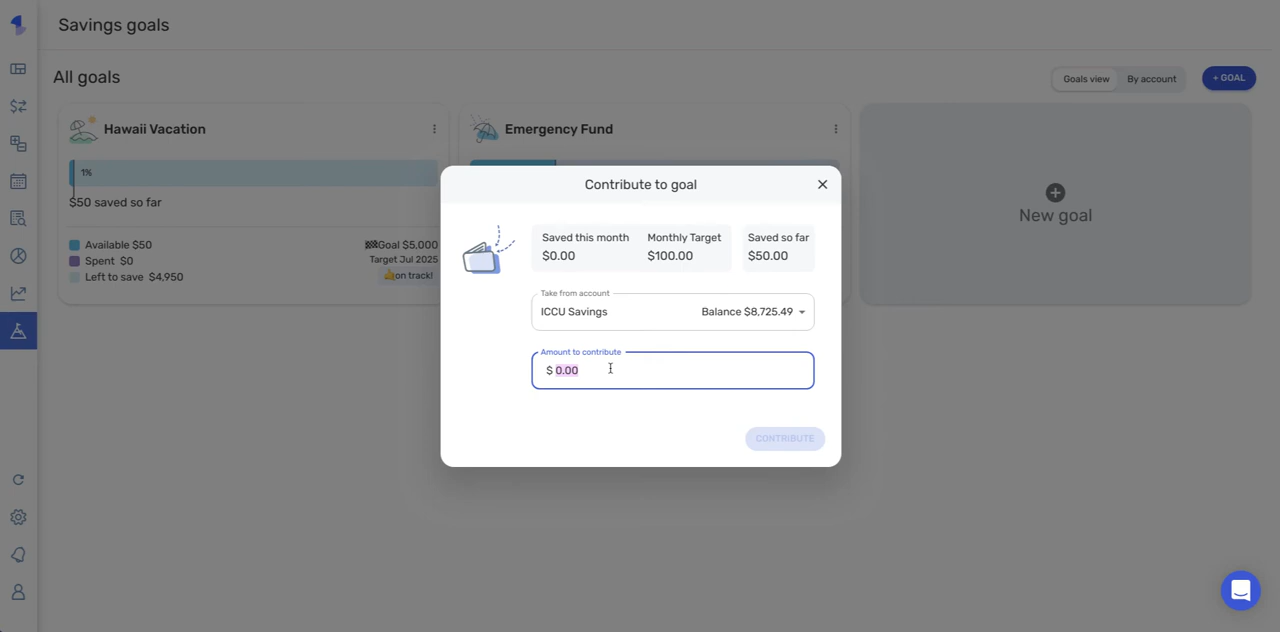 Savings goals
All goals
Goals view
By account
+ GOAL
Hawaii Vacation
1%
$50 saved so far
Available $50
Spent $0
Left to save $4,950
Goal $5,000
Target Jul 2025
on track!
Emergency Fund
New goal
Contribute to goal
Saved this month
$0.00
Monthly Target
$100.00
Saved so far
$50.00
Take from account
ICCU Savings
Balance $8,725.49
Amount to contribute
$ 0.00
CONTRIBUTE